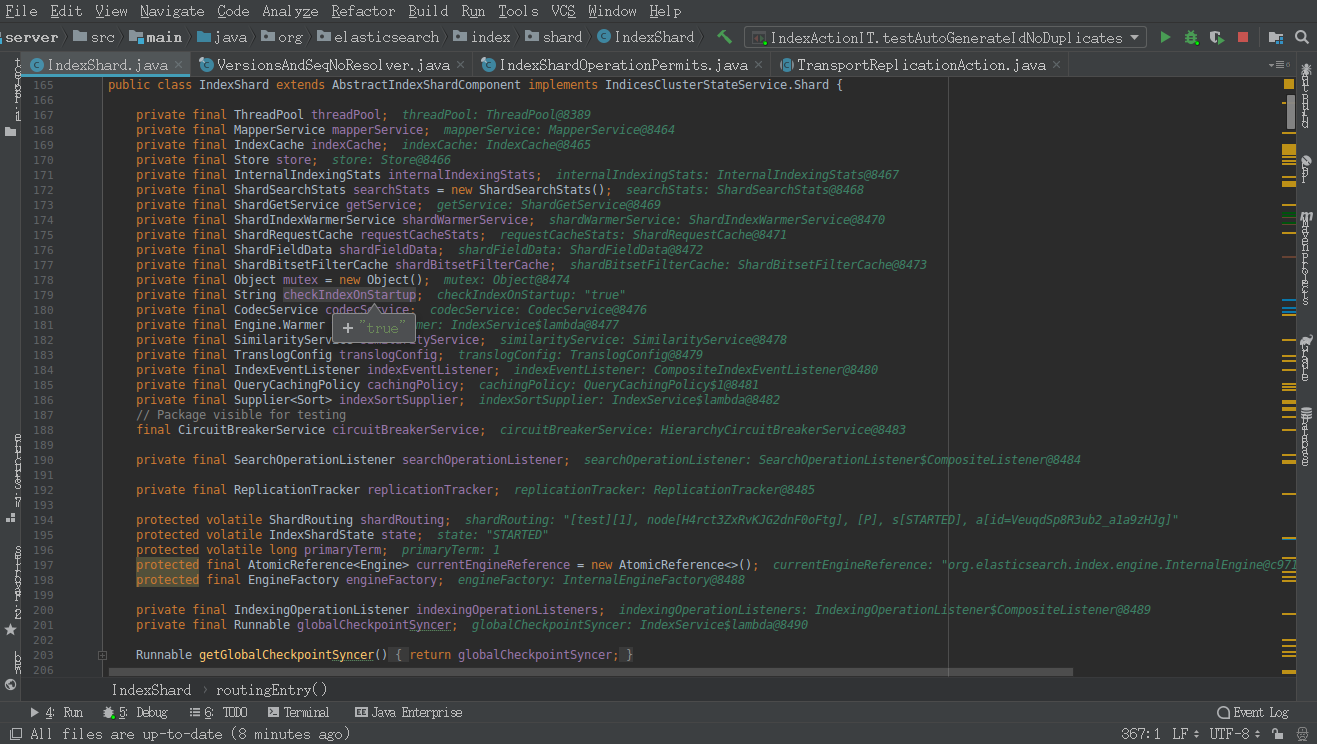 File Edit View Navigate Code Analyze Refactor Build Run Tools VCS Window Help
server src main java org elasticsearch index shard IndexShard IndexActionIT.testAutoGenerateIdNoDuplicates
IndexShard.java VersionsAndSeqNoResolver.java IndexShardOperationPermits.java TransportReplicationAction.java
165 public class IndexShard extends AbstractIndexShardComponent implements IndicesClusterStateService.Shard {
166
167 private final ThreadPool threadPool; threadPool: ThreadPool@8389
168 private final MapperService mapperService; mapperService: MapperService@8464
169 private final IndexCache indexCache; indexCache: IndexCache@8465
170 private final Store store; store: Store@8466
171 private final InternalIndexingStats internalIndexingStats; internalIndexingStats: InternalIndexingStats@8467
172 private final ShardSearchStats searchStats = new ShardSearchStats(); searchStats: ShardSearchStats@8468
173 private final ShardGetService getService; getService: ShardGetService@8469
174 private final ShardIndexWarmerService shardWarmerService; shardWarmerService: ShardIndexWarmerService@8470
175 private final ShardRequestCache requestCacheStats; requestCacheStats: ShardRequestCache@8471
176 private final ShardFieldData shardFieldData; shardFieldData: ShardFieldData@8472
177 private final ShardBitsetFilterCache shardBitsetFilterCache; shardBitsetFilterCache: ShardBitsetFilterCache@8473
178 private final Object mutex = new Object(); mutex: Object@8474
179 private final String checkIndexOnStartup; checkIndexOnStartup: "true"
180 private final CodecService codecService; codecService: CodecService@8476
181 private final Engine.Warmer mer: IndexService$lambda@8477
+ "true"
182 private final SimilarityService similarityService; similarityService: SimilarityService@8478
183 private final TranslogConfig translogConfig; translogConfig: TranslogConfig@8479
184 private final IndexEventListener indexEventListener; indexEventListener: CompositeIndexEventListener@8480
185 private final QueryCachingPolicy cachingPolicy; cachingPolicy: QueryCachingPolicy$1@8481
186 private final Supplier<Sort> indexSortSupplier; indexSortSupplier: IndexService$lambda@8482
187 // Package visible for testing
188 final CircuitBreakerService circuitBreakerService; circuitBreakerService: HierarchyCircuitBreakerService@8483
189
190 private final SearchOperationListener searchOperationListener; searchOperationListener: SearchOperationListener$CompositeListener@8484
191
192 private final ReplicationTracker replicationTracker; replicationTracker: ReplicationTracker@8485
193
194 protected volatile ShardRouting shardRouting; shardRouting: "[test][1], node[H4rct3ZxRvKJG2dnF0oFtg], [P], s[STARTED], a[id=VeuqdSp8R3ub2_a1a9zHJg]"
195 protected volatile IndexShardState state; state: "STARTED"
196 protected volatile long primaryTerm; primaryTerm: 1
197 protected final AtomicReference<Engine> currentEngineReference = new AtomicReference<>(); currentEngineReference: "org.elasticsearch.index.engine.InternalEngine@c971
198 protected final EngineFactory engineFactory; engineFactory: InternalEngineFactory@8488
199
200 private final IndexingOperationListener indexingOperationListeners; indexingOperationListeners: IndexingOperationListener$CompositeListener@8489
201 private final Runnable globalCheckpointSyncer; globalCheckpointSyncer: IndexService$lambda@8490
202
203 Runnable getGlobalCheckpointSyncer() { return globalCheckpointSyncer; }
206
IndexShard routingEntry()
4: Run 5: Debug 6: TODO Terminal Java Enterprise Event Log
All files are up-to-date (8 minutes ago) 367:1 LF UTF-8